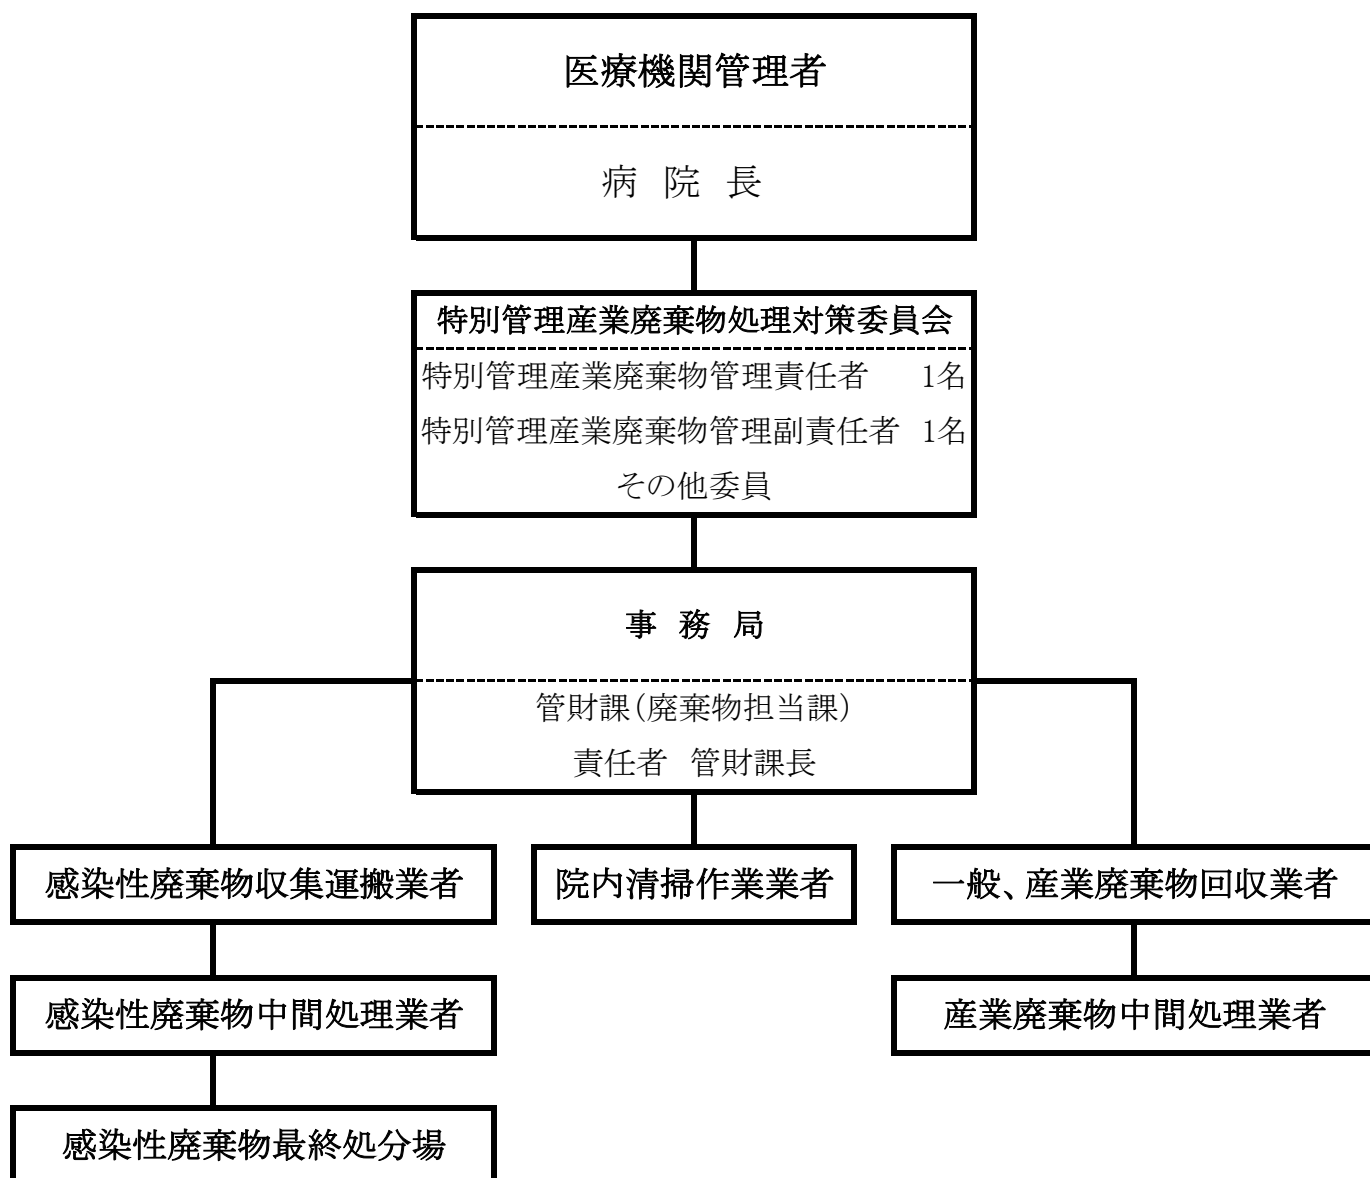 医療機関管理者
病 院 長
特別管理産業廃棄物処理対策委員会
特別管理産業廃棄物管理責任者 1名
特別管理産業廃棄物管理副責任者 1名
その他委員
事 務 局
管財課(廃棄物担当課)
責任者 管財課長
感染性廃棄物収集運搬業者
院内清掃作業業者
一般、産業廃棄物回収業者
感染性廃棄物中間処理業者
産業廃棄物中間処理業者
感染性廃棄物最終処分場